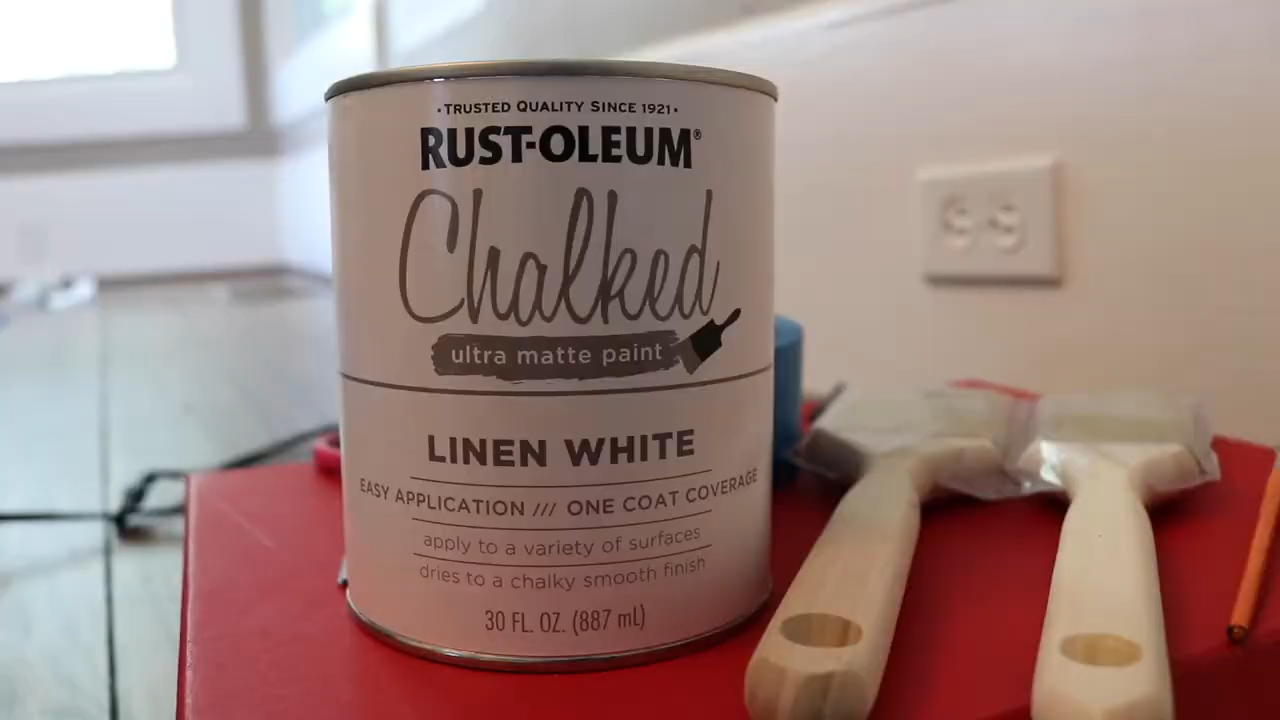 ·TRUSTED QUALITY SINCE 1921·
RUST-OLEUM®
Chalked
ultra matte paint
LINEN WHITE
EASY APPLICATION /// ONE COAT COVERAGE
apply to a variety of surfaces
dries to a chalky smooth finish
30 FL. OZ. (887 mL)